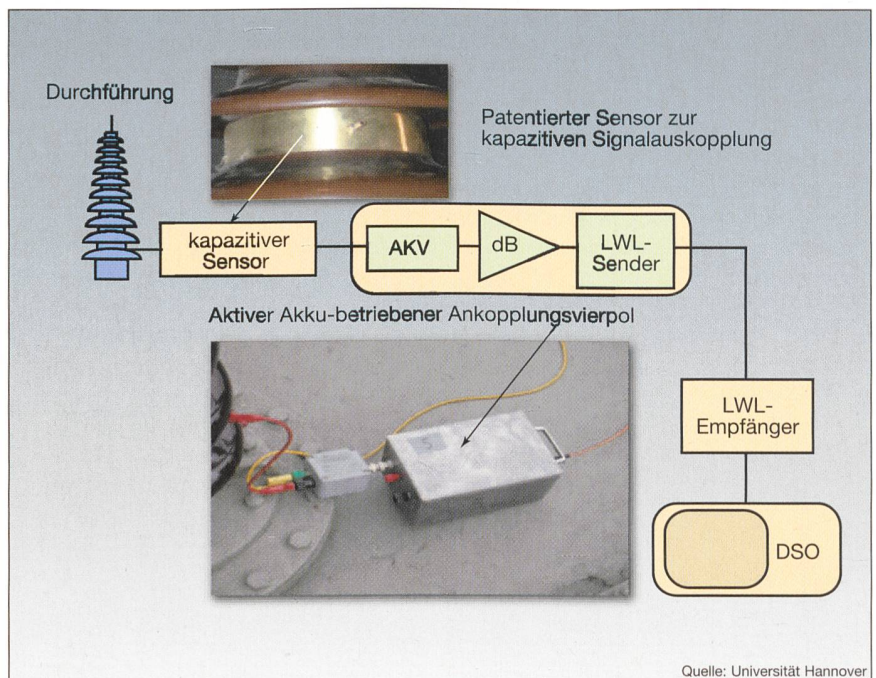 Durchführung
Patentierter Sensor zur
kapazitiven Signalauskopplung
kapazitiver
Sensor
AKV
dB
LWL-
Sender
Aktiver Akku-betriebener Ankopplungsvierpol
LWL-
Empfänger
DSO
Quelle: Universität Hannover